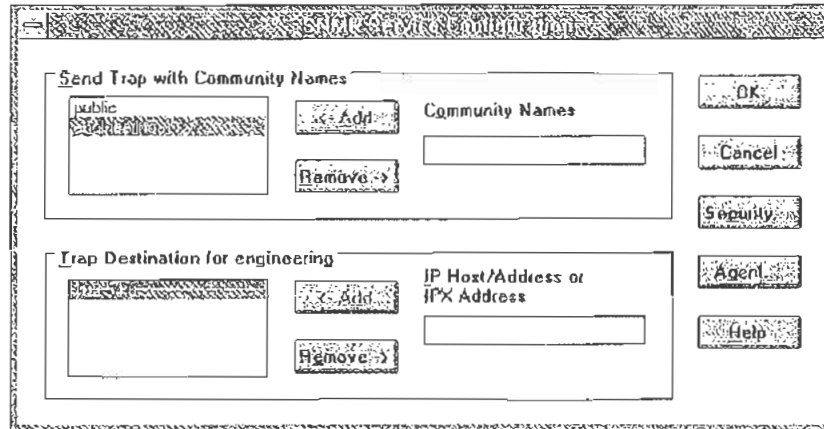 SNMP Service Configuration
Send Trap with Community Names
public
<- Add
Community Names
Remove ->
OK
Cancel
Security...
Agent...
Help
Trap Destination for engineering
<- Add
IP Host/Address or
IPX Address
Remove ->